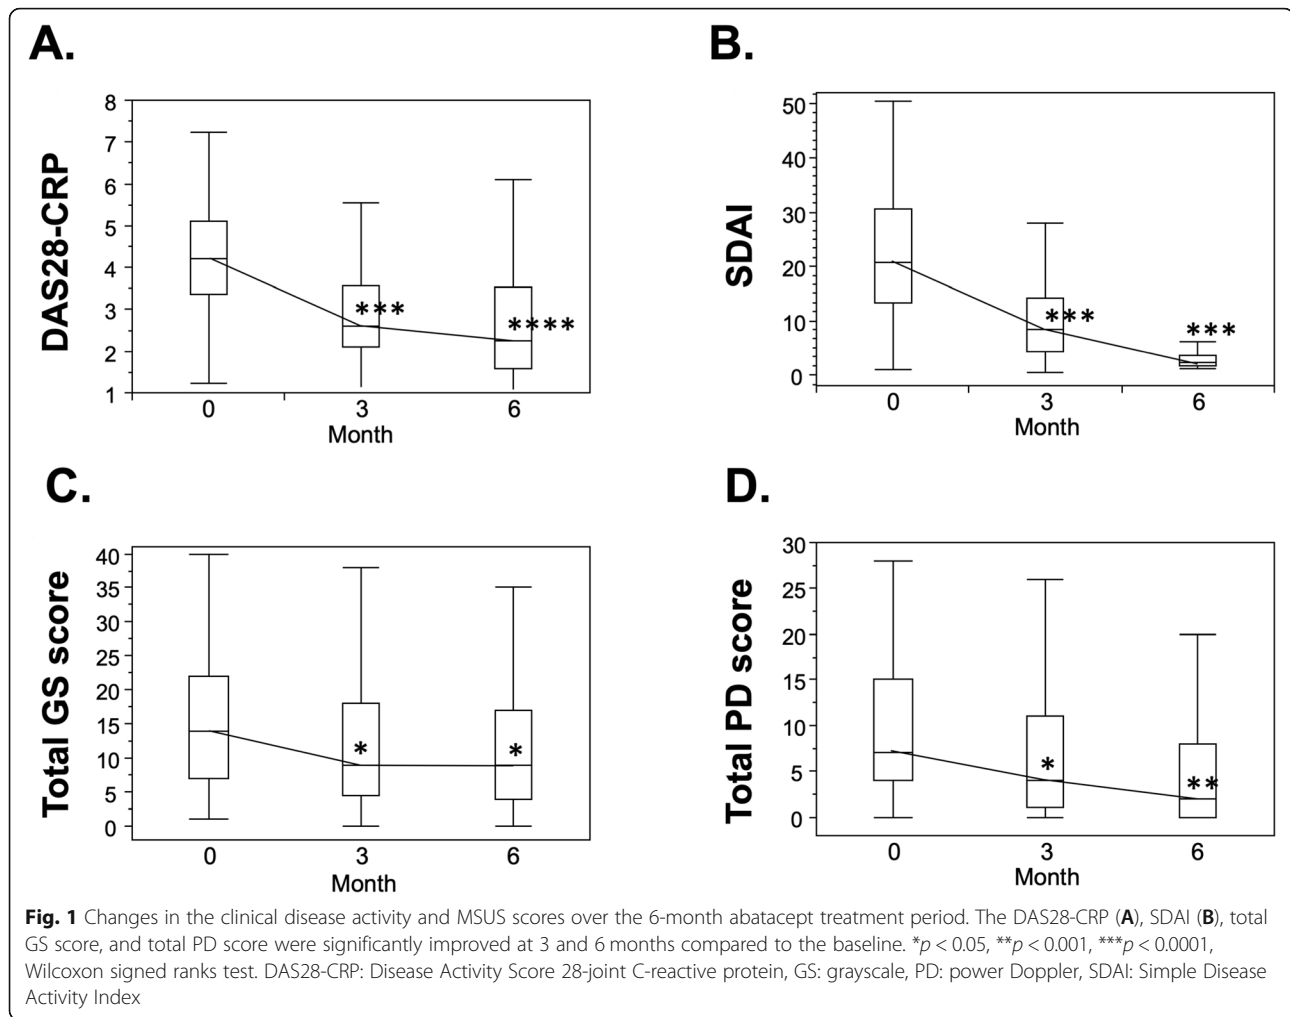 A.
DAS28-CRP
8
7
6
5
4
3
2
1
***
****
0 3 6
Month
B.
SDAI
50
40
30
20
10
0
***
***
0 3 6
Month
C.
Total GS score
40
35
30
25
20
15
10
5
0
*
*
0 3 6
Month
D.
Total PD score
30
25
20
15
10
5
0
*
**
0 3 6
Month
Fig. 1 Changes in the clinical disease activity and MSUS scores over the 6-month abatacept treatment period. The DAS28-CRP (A), SDAI (B), total
GS score, and total PD score were significantly improved at 3 and 6 months compared to the baseline. *p < 0.05, **p < 0.001, ***p < 0.0001,
Wilcoxon signed ranks test. DAS28-CRP: Disease Activity Score 28-joint C-reactive protein, GS: grayscale, PD: power Doppler, SDAI: Simple Disease
Activity Index